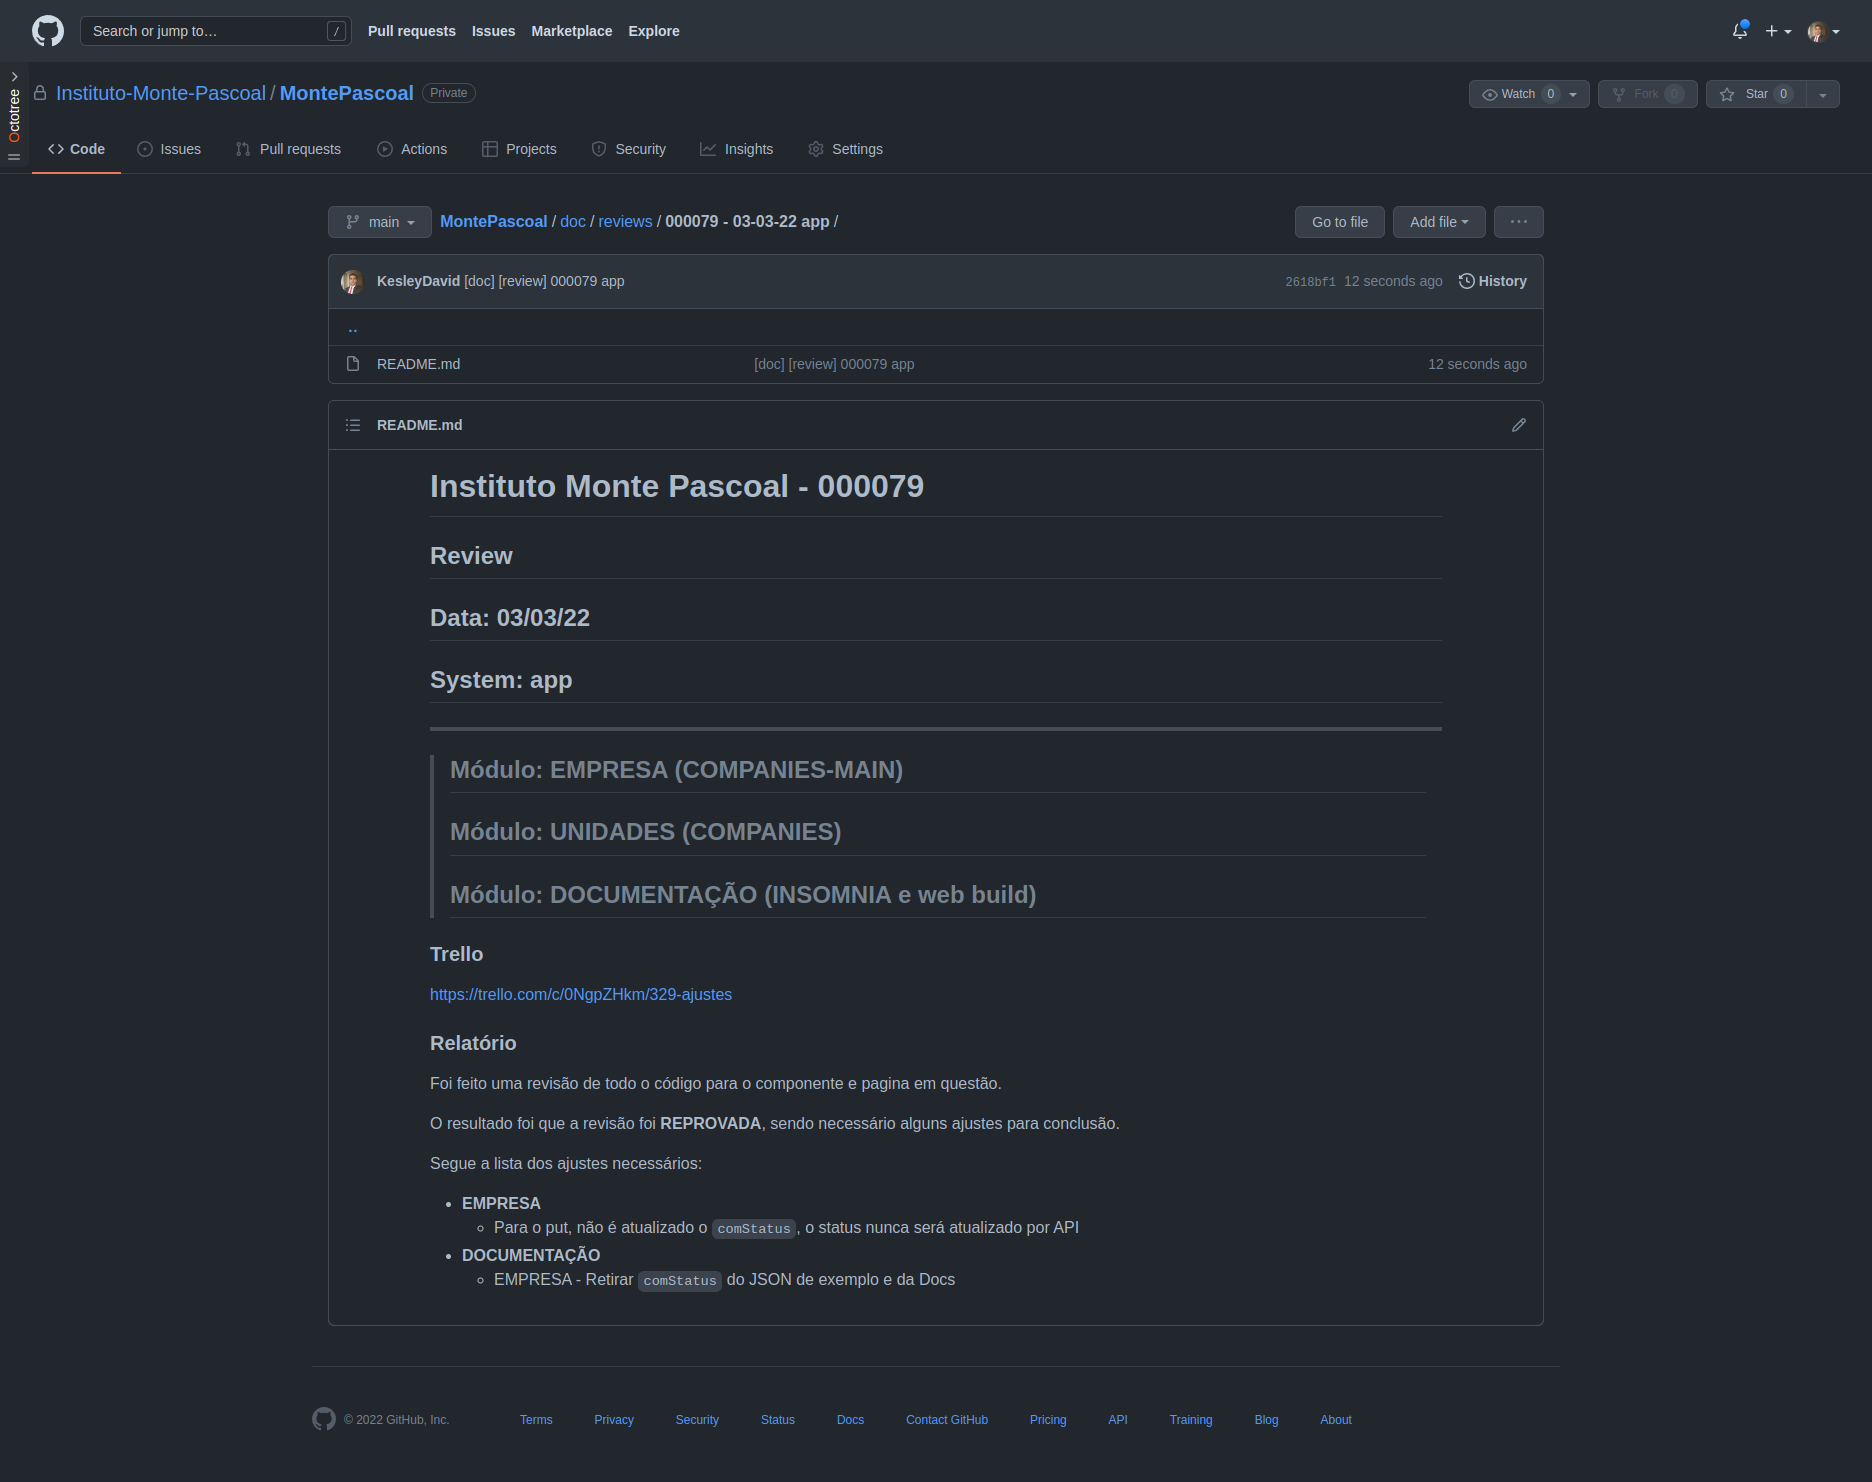 Search or jump to… /
Pull requests Issues Marketplace Explore
Octotree
Instituto-Monte-Pascoal / MontePascoal Private
Watch 0 Fork 0 Star 0
Code Issues Pull requests Actions Projects Security Insights Settings
main MontePascoal / doc / reviews / 000079 - 03-03-22 app /
Go to file Add file ...
KesleyDavid [doc] [review] 000079 app 2618bf1 12 seconds ago History
..
README.md [doc] [review] 000079 app 12 seconds ago
README.md
Instituto Monte Pascoal - 000079
Review
Data: 03/03/22
System: app
Módulo: EMPRESA (COMPANIES-MAIN)
Módulo: UNIDADES (COMPANIES)
Módulo: DOCUMENTAÇÃO (INSOMNIA e web build)
Trello
https://trello.com/c/0NgpZHkm/329-ajustes
Relatório
Foi feito uma revisão de todo o código para o componente e pagina em questão.
O resultado foi que a revisão foi REPROVADA, sendo necessário alguns ajustes para conclusão.
Segue a lista dos ajustes necessários:
• EMPRESA
◦ Para o put, não é atualizado o comStatus, o status nunca será atualizado por API
• DOCUMENTAÇÃO
◦ EMPRESA - Retirar comStatus do JSON de exemplo e da Docs
© 2022 GitHub, Inc. Terms Privacy Security Status Docs Contact GitHub Pricing API Training Blog About